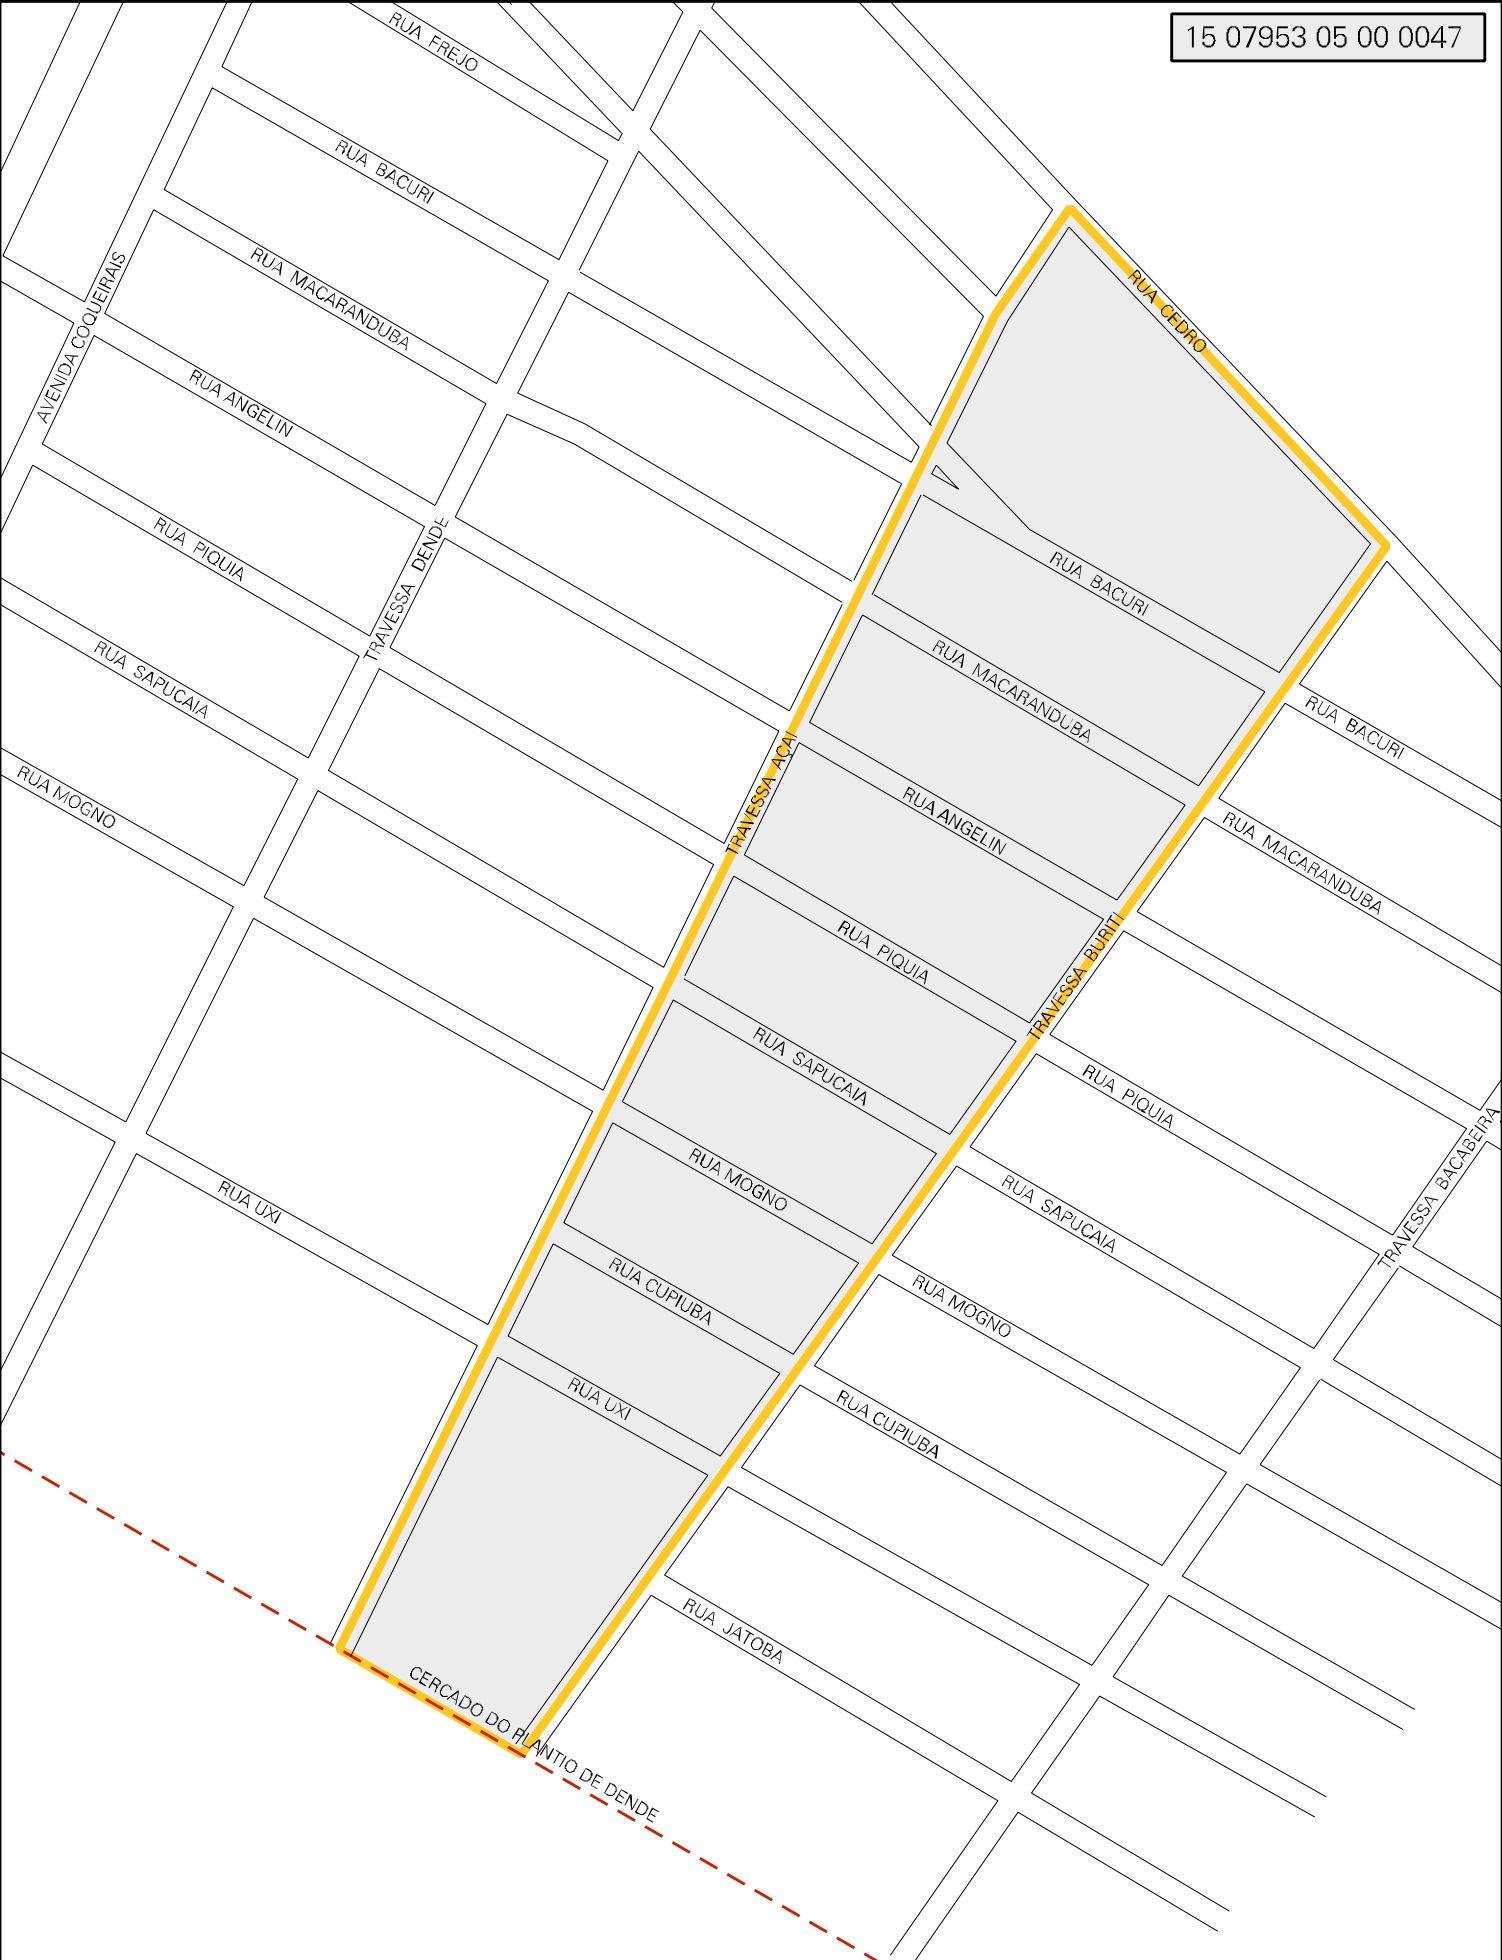 15 07953 05 00 0047
RUA FREJO
RUA BACURI
RUA MACARANDUBA
AVENIDA COQUEIRAIS
RUA CEDRO
RUA ANGELIN
RUA PIQUIA
TRAVESSA DENDE
RUA BACURI
RUA SAPUCAIA
RUA MACARANDUBA
RUA BACURI
RUA MOGNO
TRAVESSA AÇAI
RUA ANGELIN
RUA MACARANDUBA
RUA PIQUIA
TRAVESSA BURITI
RUA SAPUCAIA
RUA PIQUIA
TRAVESSA BACABEIRA
RUA UXI
RUA MOGNO
RUA SAPUCAIA
RUA CUPIUBA
RUA MOGNO
RUA UXI
RUA CUPIUBA
RUA JATOBA
CERCADO DO PLANTIO DE DENDE